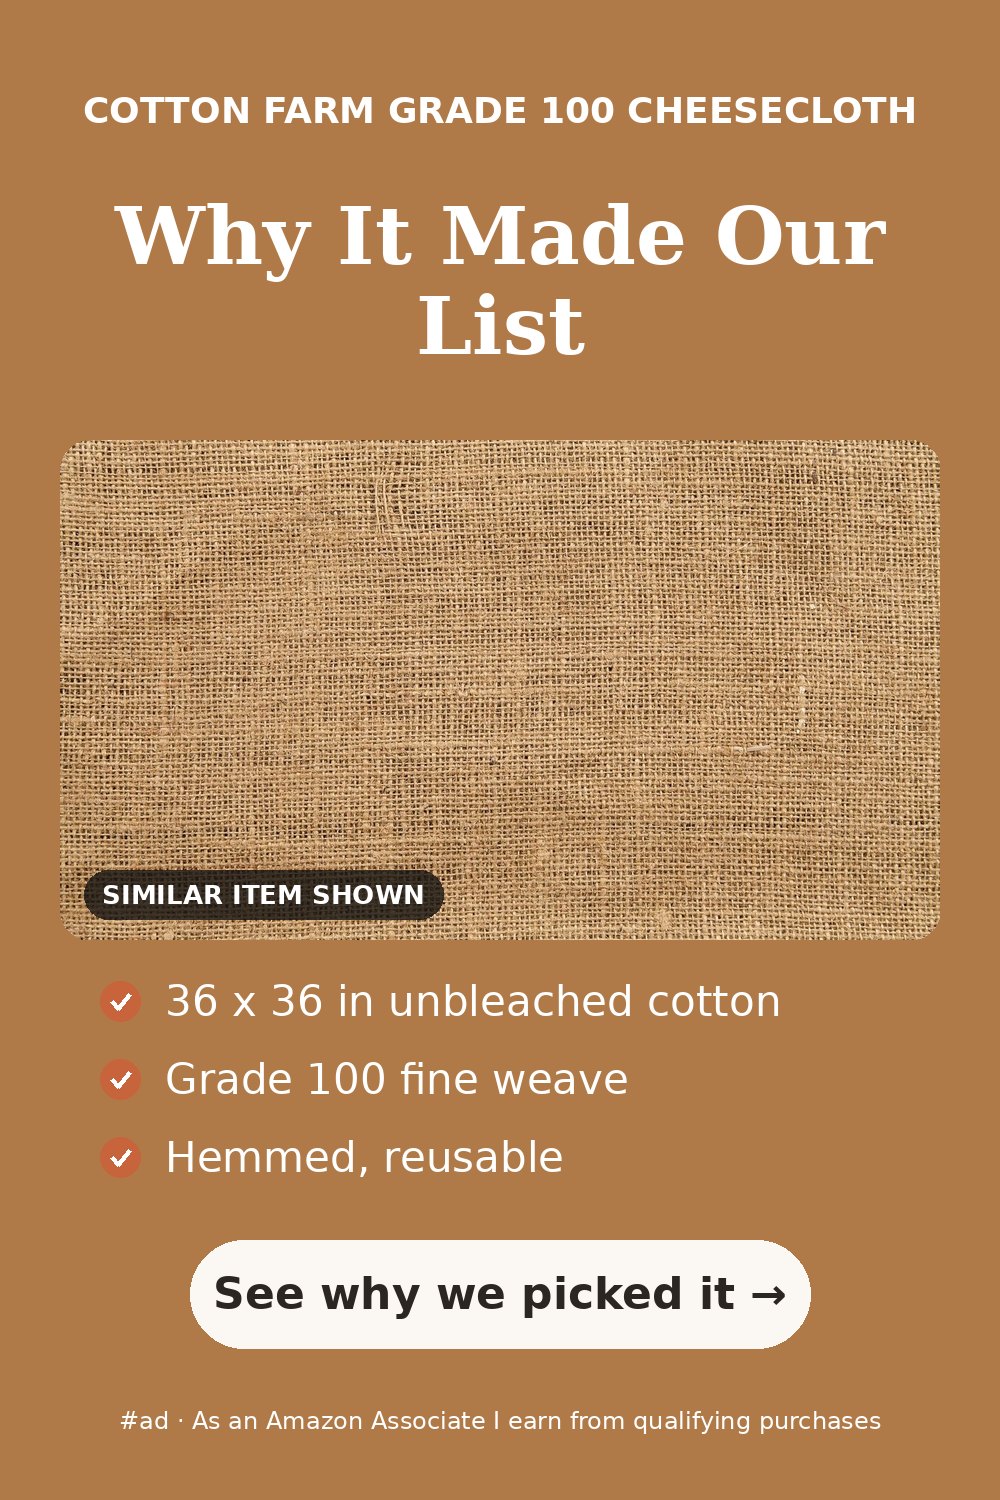 COTTON FARM GRADE 100 CHEESECLOTH
Why It Made Our
List
SIMILAR ITEM SHOWN
36 x 36 in unbleached cotton
Grade 100 fine weave
Hemmed, reusable
See why we picked it →
#ad · As an Amazon Associate I earn from qualifying purchases